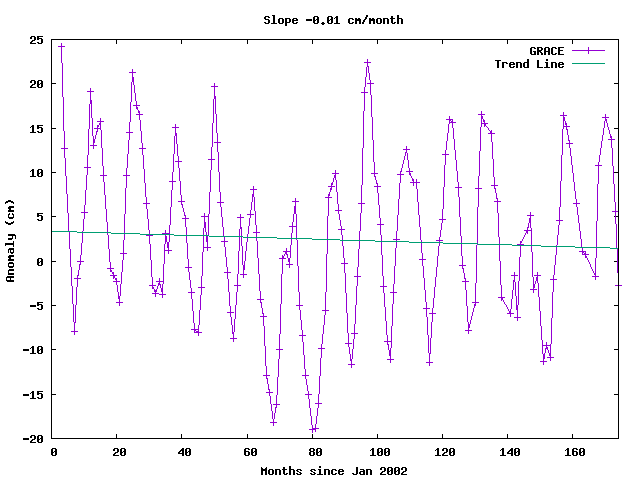 Slope -0.01 cm/month
GRACE
Trend Line
Anomaly (cm)
25
20
15
10
5
0
-5
-10
-15
-20
0 20 40 60 80 100 120 140 160
Months since Jan 2002